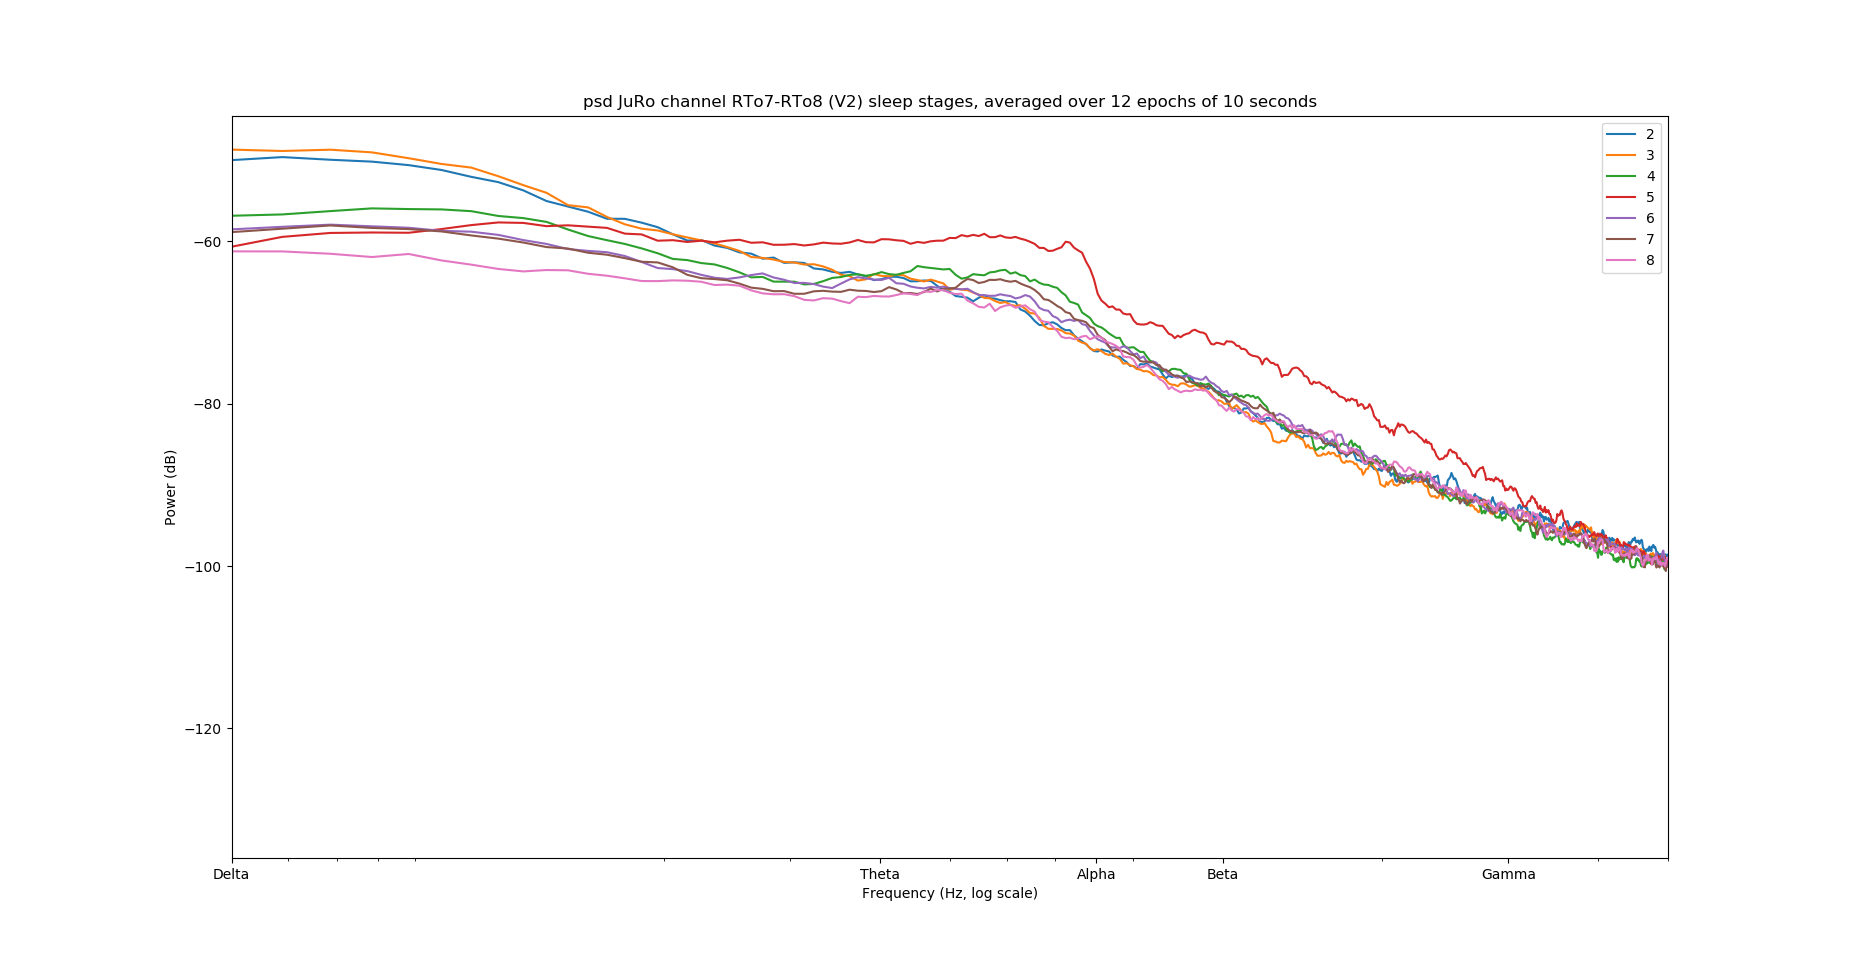 psd JuRo channel RTo7-RTo8 (V2) sleep stages, averaged over 12 epochs of 10 seconds
2
3
4
5
6
7
8
−60
−80
−100
−120
Power (dB)
Delta Theta Alpha Beta Gamma
Frequency (Hz, log scale)